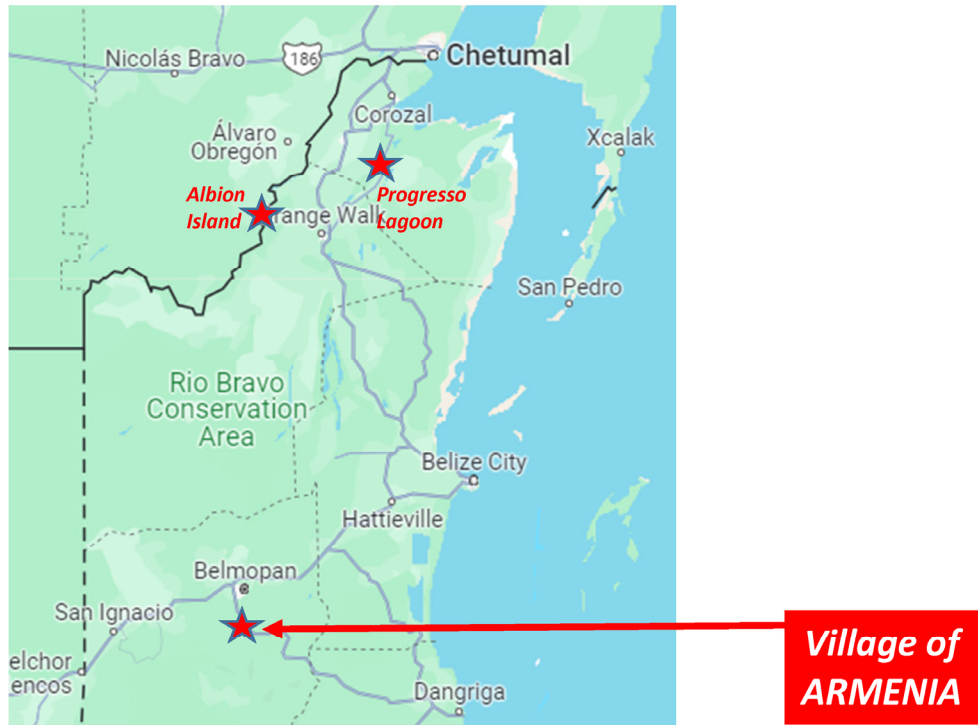 Nicolás Bravo
186
Chetumal
Corozal
Álvaro
Obregón
Xcalak
Albion
Island
Progresso
Lagoon
range Walk
San Pedro
Rio Bravo
Conservation
Area
Belize City
Hattieville
Belmopan
San Ignacio
elchor
encos
Dangriga
Village of
ARMENIA